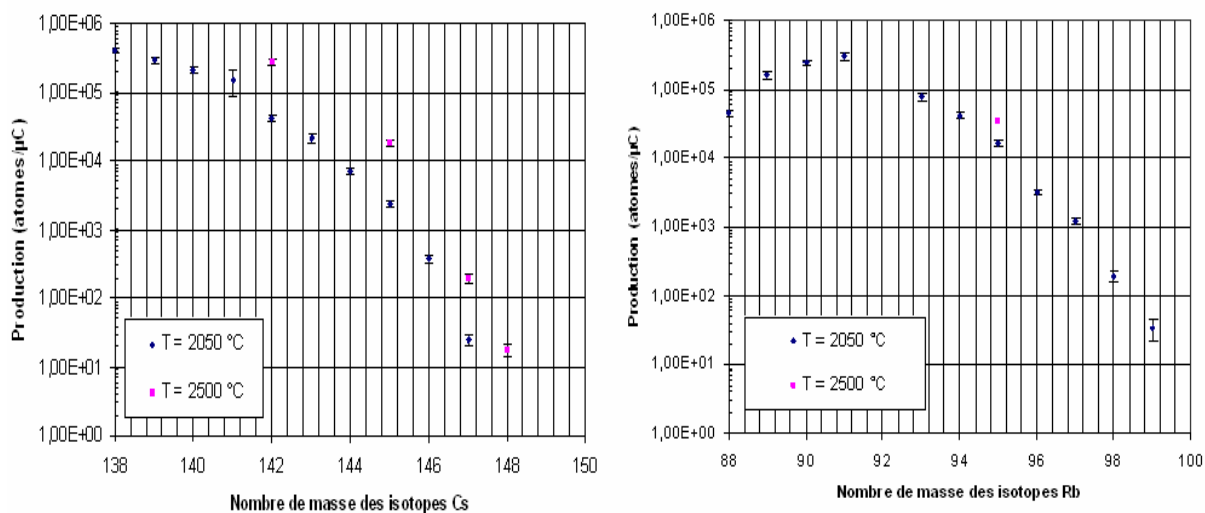 Production (atomes/µC)
1,00E+06
1,00E+05
1,00E+04
1,00E+03
1,00E+02
1,00E+01
1,00E+00
T = 2050 °C
T = 2500 °C
138 140 142 144 146 148 150
Nombre de masse des isotopes Cs
Production (atomes/µC)
1,00E+06
1,00E+05
1,00E+04
1,00E+03
1,00E+02
1,00E+01
1,00E+00
T = 2050 °C
T = 2500 °C
88 90 92 94 96 98 100
Nombre de masse des isotopes Rb